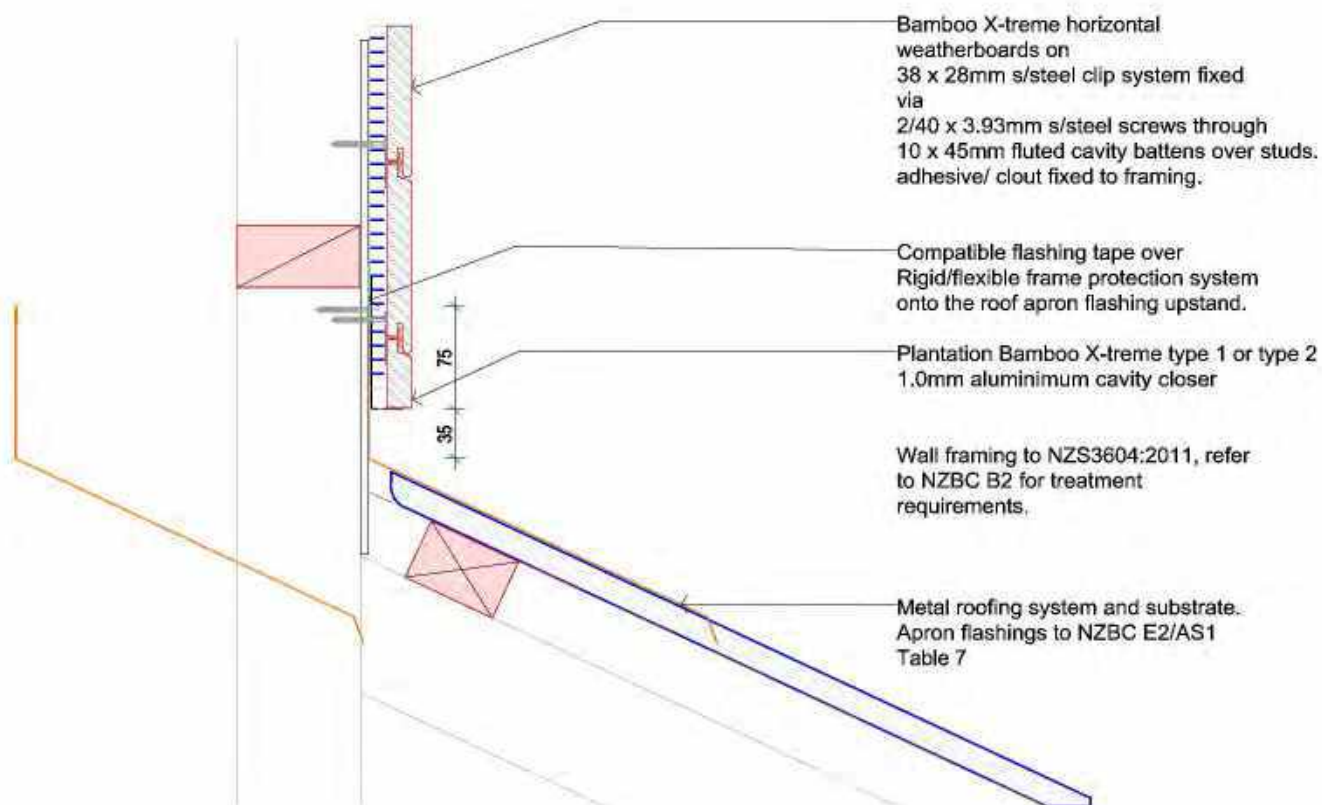 Bamboo X-treme horizontal
weatherboards on
38 x 28mm s/steel clip system fixed
via
2/40 x 3.93mm s/steel screws through
10 x 45mm fluted cavity battens over studs.
adhesive/ clout fixed to framing.
Compatible flashing tape over
Rigid/flexible frame protection system
onto the roof apron flashing upstand.
75
Plantation Bamboo X-treme type 1 or type 2
1.0mm aluminimum cavity closer
35
Wall framing to NZS3604:2011, refer
to NZBC B2 for treatment
requirements.
Metal roofing system and substrate.
Apron flashings to NZBC E2/AS1
Table 7